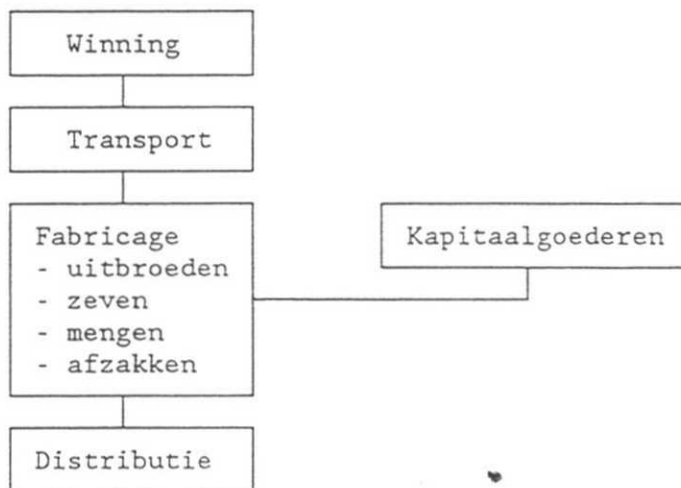 Winning
Transport
Fabricage
- uitbroeden
- zeven
- mengen
- afzakken
Kapitaalgoederen
Distributie